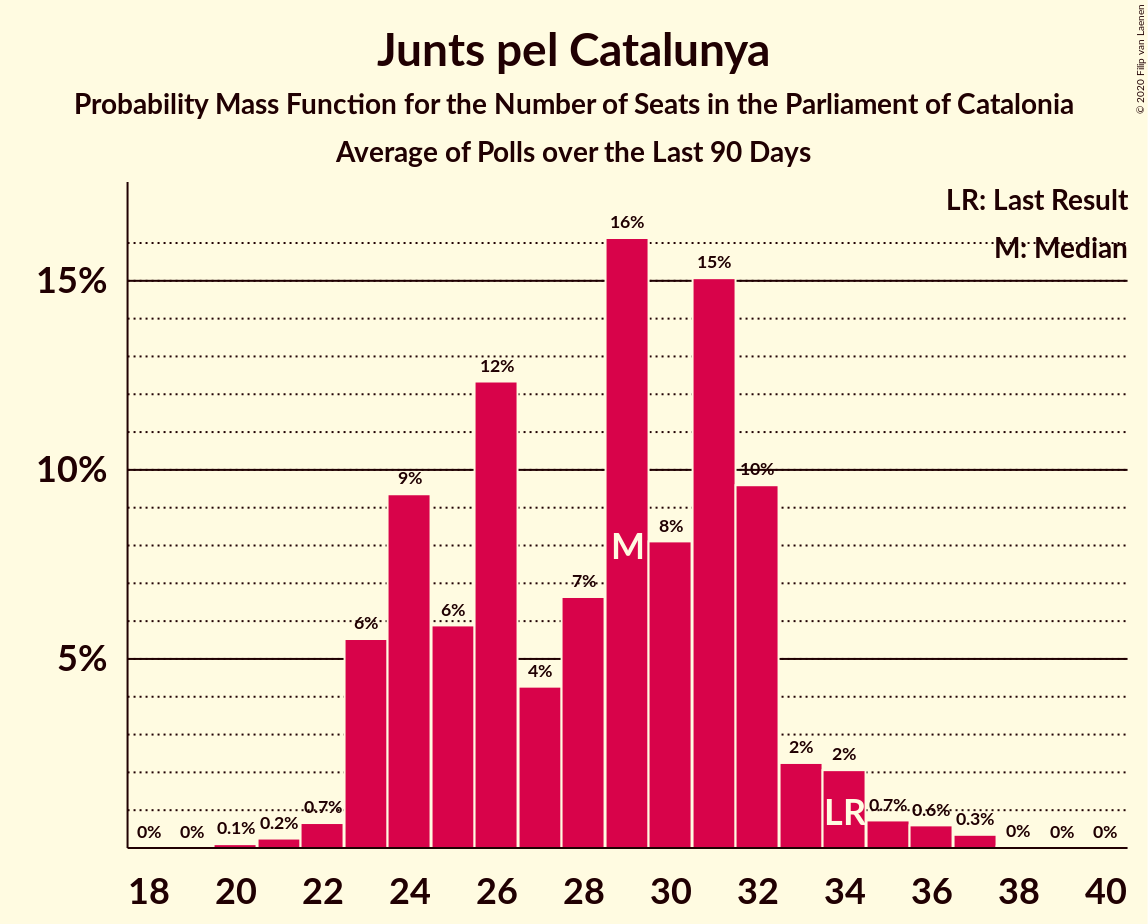 Junts pel Catalunya
Probability Mass Function for the Number of Seats in the Parliament of Catalonia
Average of Polls over the Last 90 Days
© 2020 Filip van Laenen
LR: Last Result
M: Median
15%
10%
5%
0%
0%
0.1%
0.2%
0.7%
6%
9%
6%
12%
4%
7%
16%
8%
15%
10%
2%
2%
0.7%
0.6%
0.3%
0%
0%
0%
M
LR
18 20 22 24 26 28 30 32 34 36 38 40